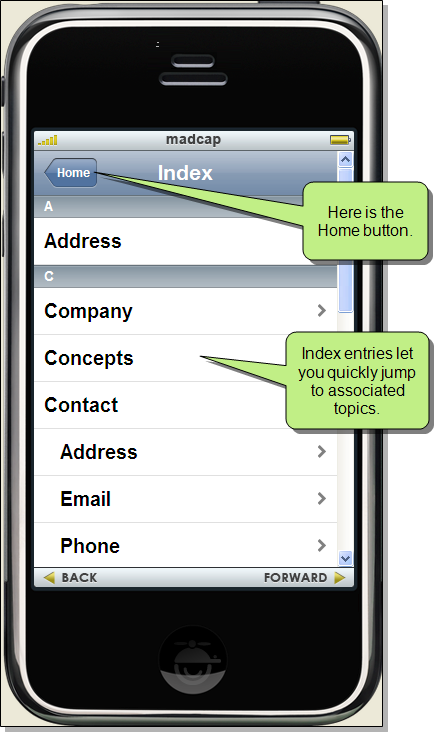 madcap
Home
Index
A
Address
C
Company
Concepts
Contact
Address
Email
Phone
BACK
FORWARD
Here is the
Home button.
Index entries let
you quickly jump
to associated
topics.